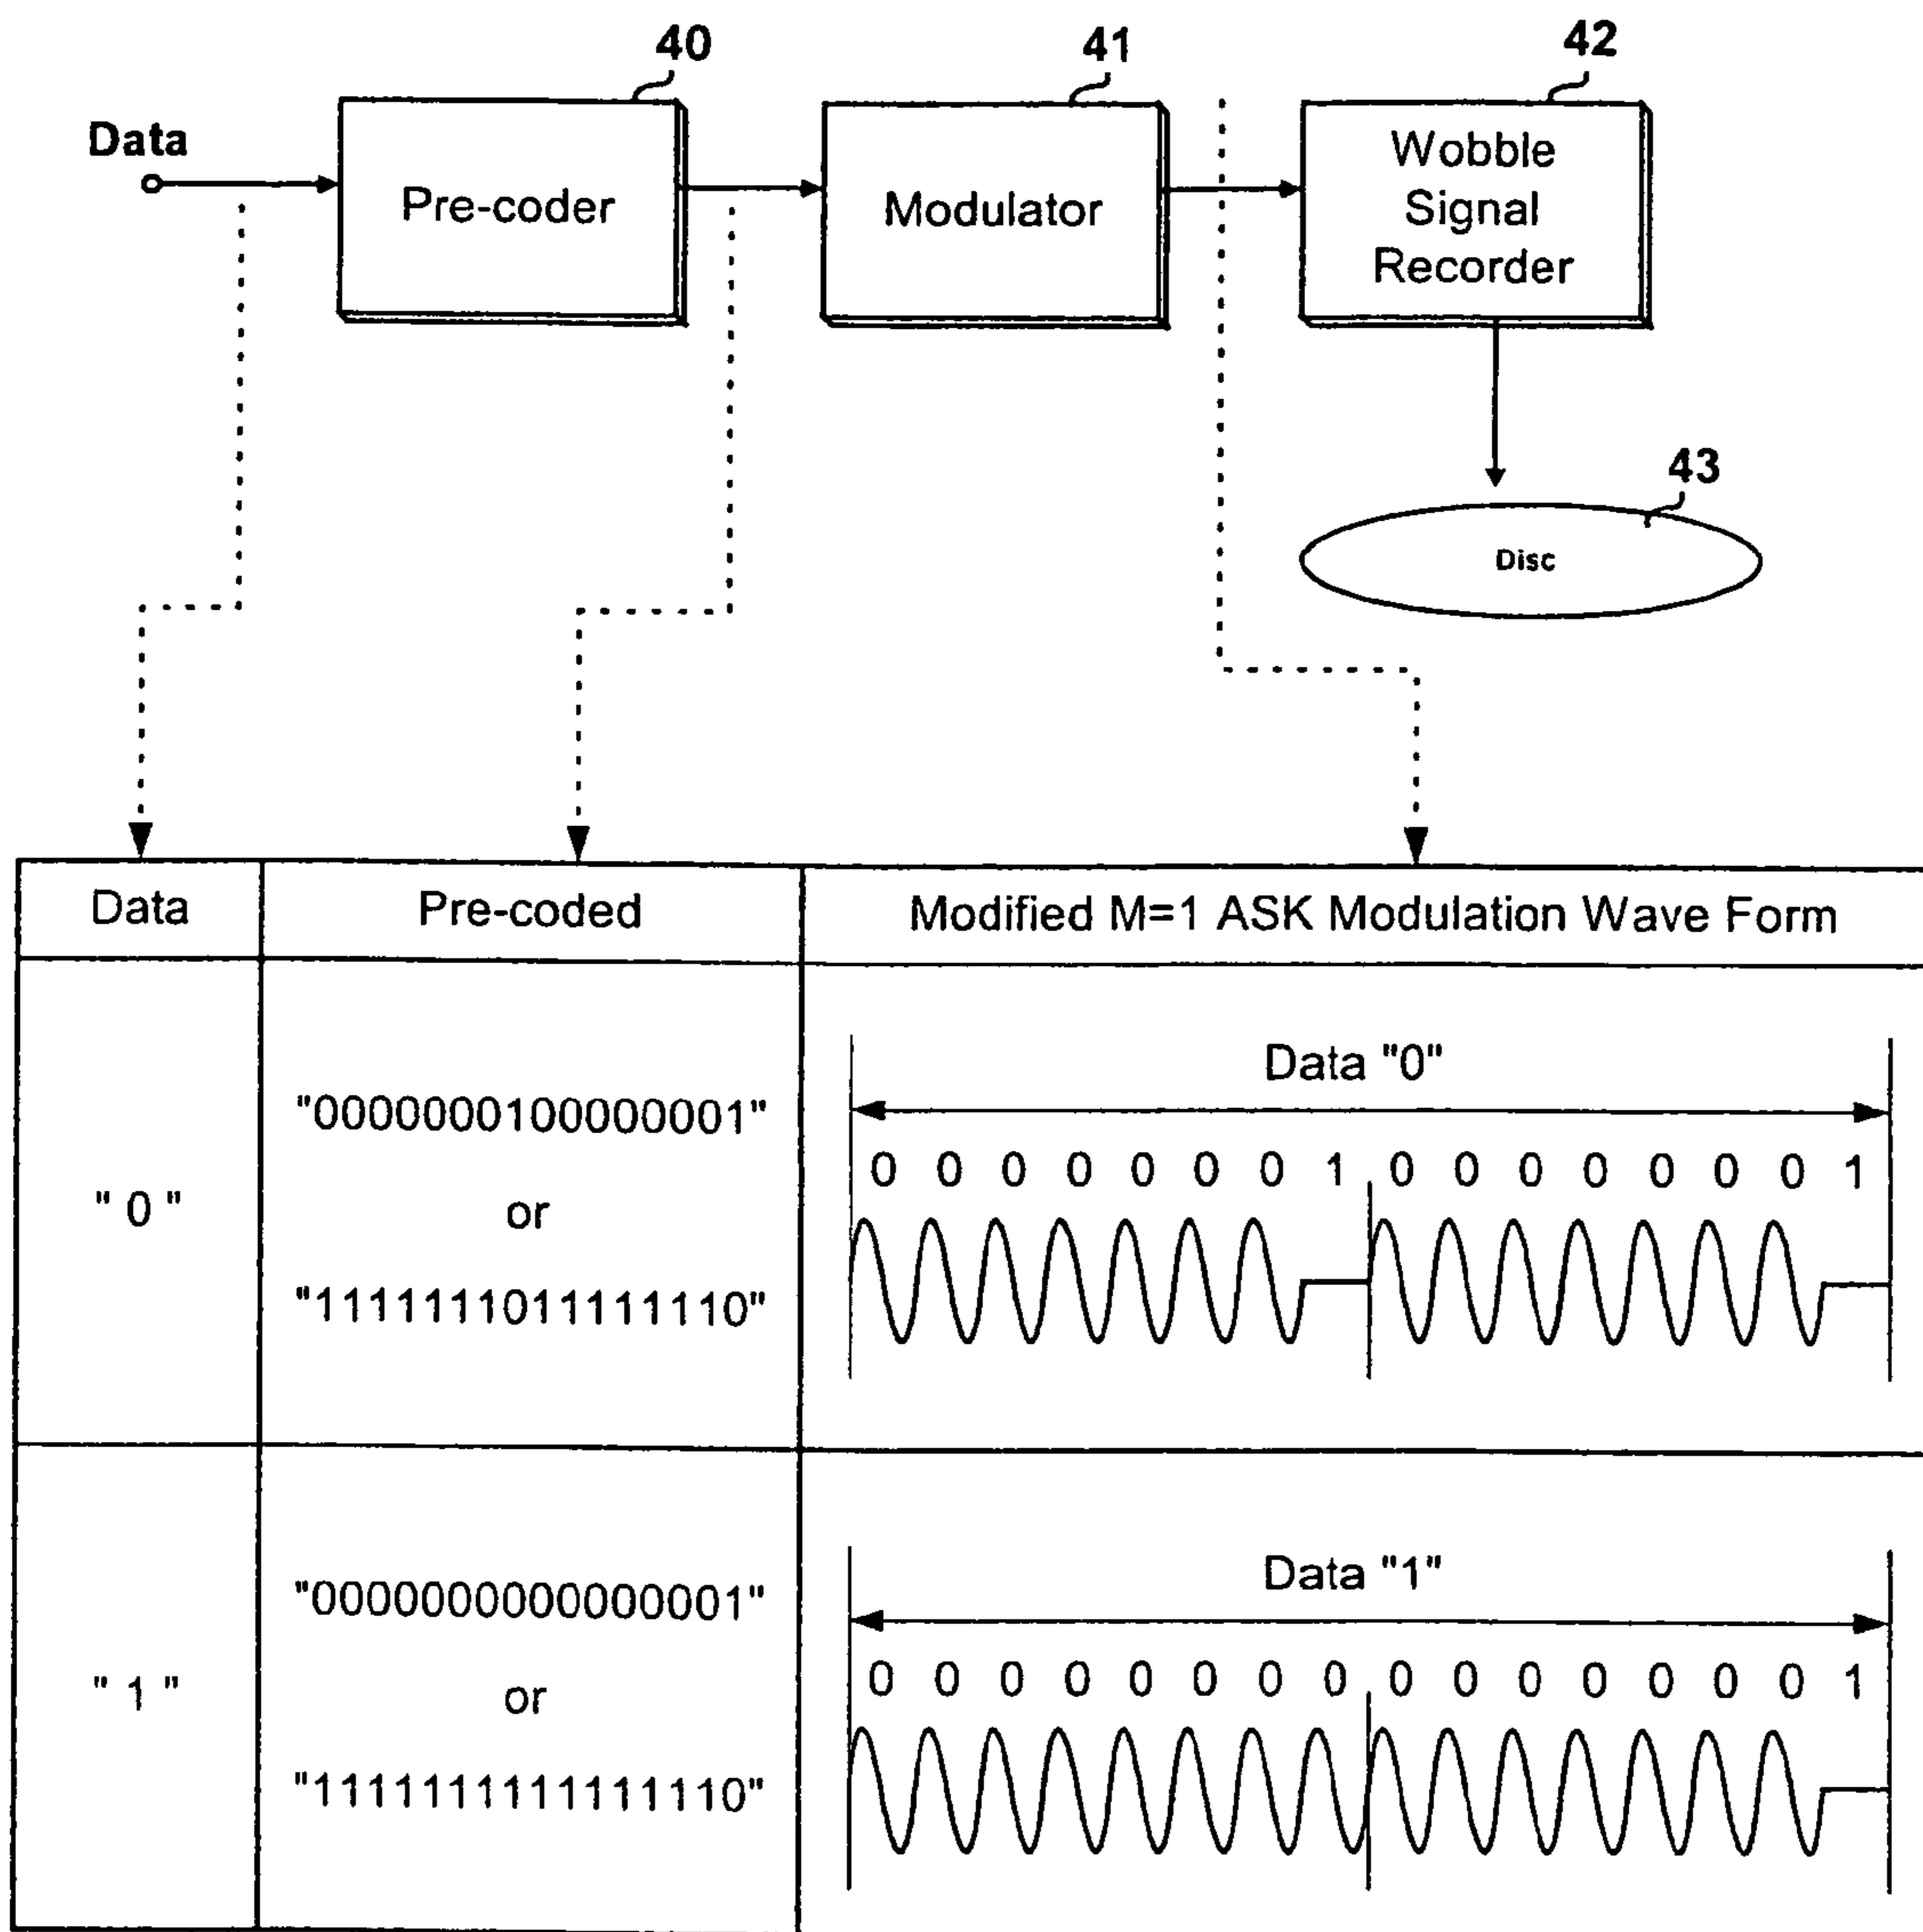 40
41
42
Data
Pre-coder
Modulator
Wobble
Signal
Recorder
43
Disc
Data
Pre-coded
Modified M=1 ASK Modulation Wave Form
" 0 "
"0000000100000001"
or
"1111111011111110"
Data "0"
0 0 0 0 0 0 0 1 0 0 0 0 0 0 0 1
" 1 "
"0000000000000001"
or
"1111111111111110"
Data "1"
0 0 0 0 0 0 0 0 0 0 0 0 0 0 0 1